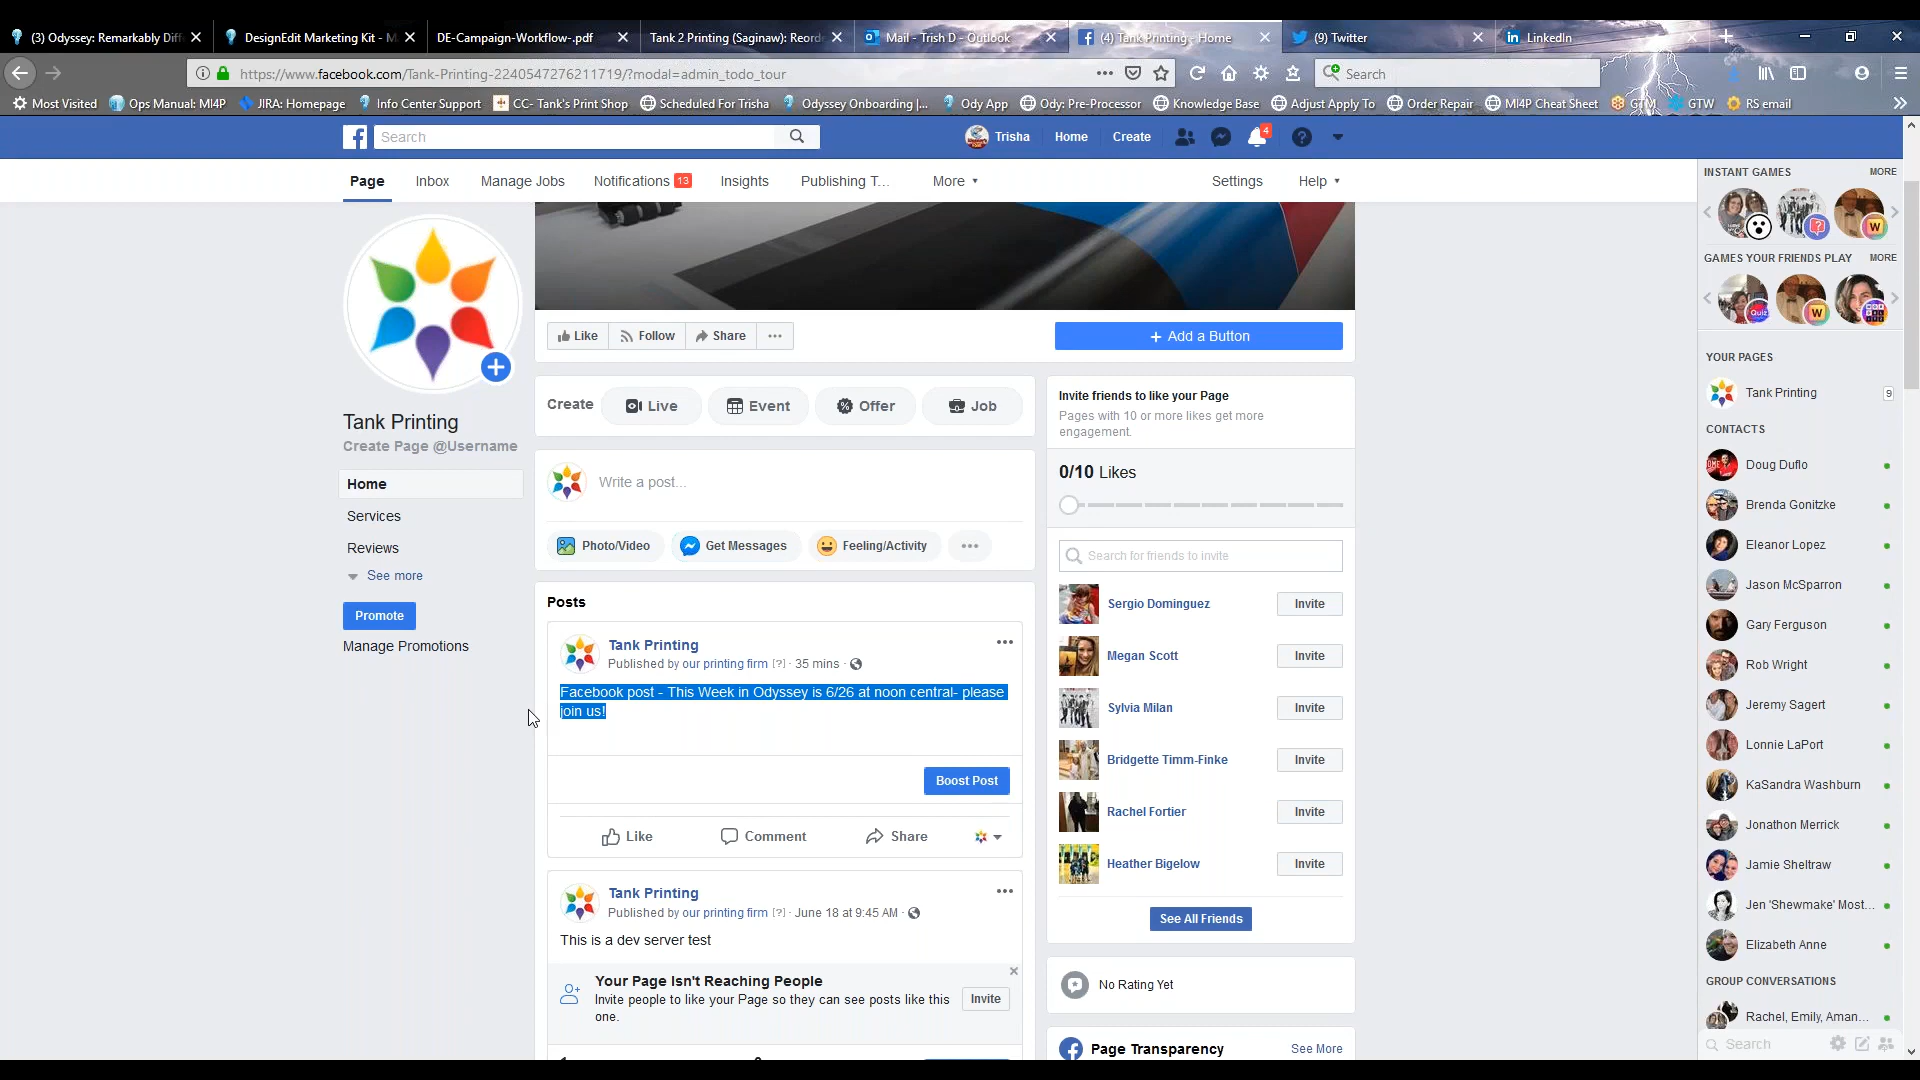 (3) Odyssey: Remarkably Diff
DesignEdit Marketing Kit - M
DE-Campaign-Workflow-.pdf
Tank 2 Printing (Saginaw): Reord
Mail - Trish D - Outlook
(4) Tank Printing - Home
(9) Twitter
LinkedIn
https://www.facebook.com/Tank-Printing-2240547276211719/?modal=admin_todo_tour
Search
Most Visited
Ops Manual: MI4P
JIRA: Homepage
Info Center Support
CC- Tank's Print Shop
Scheduled For Trisha
Odyssey Onboarding |...
Ody App
Ody: Pre-Processor
Knowledge Base
Adjust Apply To
Order Repair
MI4P Cheat Sheet
GTM
GTW
RS email
Search
Trisha
Home
Create
4
Page
Inbox
Manage Jobs
Notifications 13
Insights
Publishing T...
More
Settings
Help
Tank Printing
Create Page @Username
Home
Services
Reviews
See more
Promote
Manage Promotions
Like
Follow
Share
+ Add a Button
Create
Live
Event
Offer
Job
Write a post...
Photo/Video
Get Messages
Feeling/Activity
Posts
Tank Printing
Published by our printing firm [?] · 35 mins ·
Facebook post - This Week in Odyssey is 6/26 at noon central- please
join us!
Boost Post
Like
Comment
Share
Tank Printing
Published by our printing firm [?] · June 18 at 9:45 AM ·
This is a dev server test
Your Page Isn't Reaching People
Invite people to like your Page so they can see posts like this
one.
Invite
Invite friends to like your Page
Pages with 10 or more likes get more
engagement.
0/10 Likes
Search for friends to invite
Sergio Dominguez
Invite
Megan Scott
Invite
Sylvia Milan
Invite
Bridgette Timm-Finke
Invite
Rachel Fortier
Invite
Heather Bigelow
Invite
See All Friends
No Rating Yet
Page Transparency
See More
INSTANT GAMES
MORE
GAMES YOUR FRIENDS PLAY
MORE
YOUR PAGES
Tank Printing
9
CONTACTS
Doug Duflo
Brenda Gonitzke
Eleanor Lopez
Jason McSparron
Gary Ferguson
Rob Wright
Jeremy Sagert
Lonnie LaPort
KaSandra Washburn
Jonathon Merrick
Jamie Sheltraw
Jen 'Shewmake' Most...
Elizabeth Anne
GROUP CONVERSATIONS
Rachel, Emily, Aman...
Search